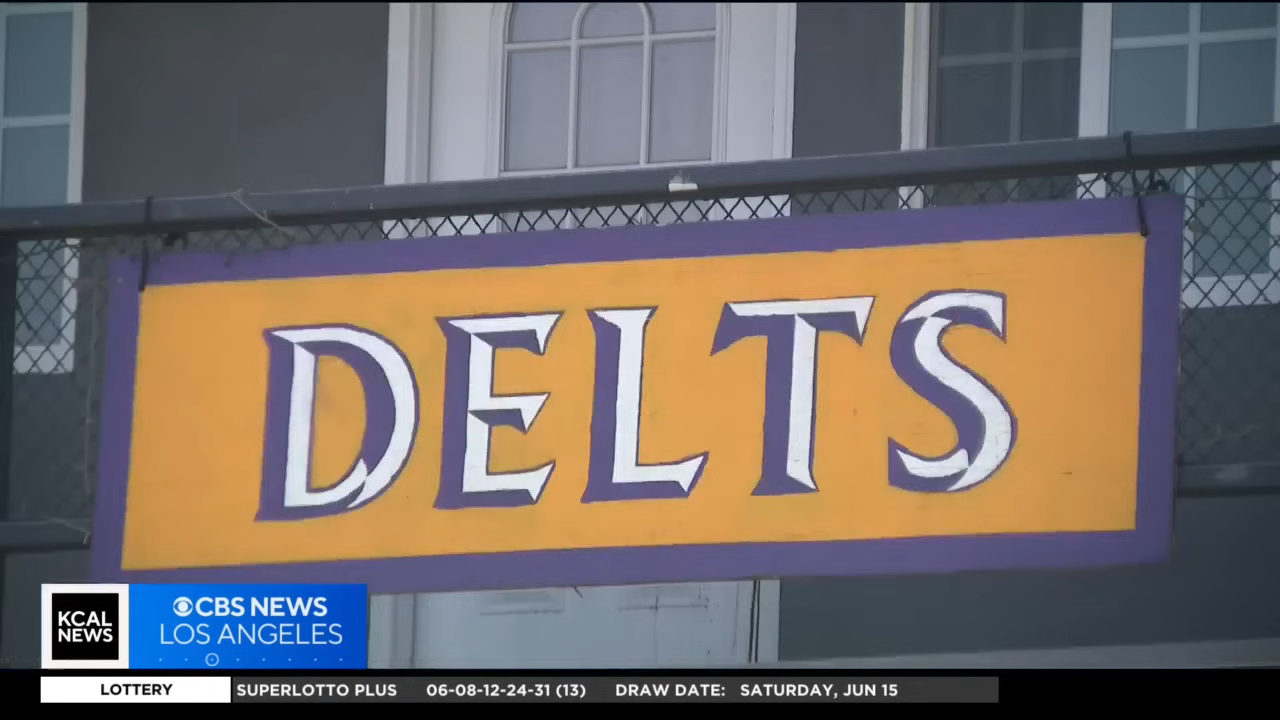 DELTS
KCAL
NEWS
CBS NEWS
LOS ANGELES
LOTTERY
SUPERLOTTO PLUS 06-08-12-24-31 (13) DRAW DATE: SATURDAY, JUN 15